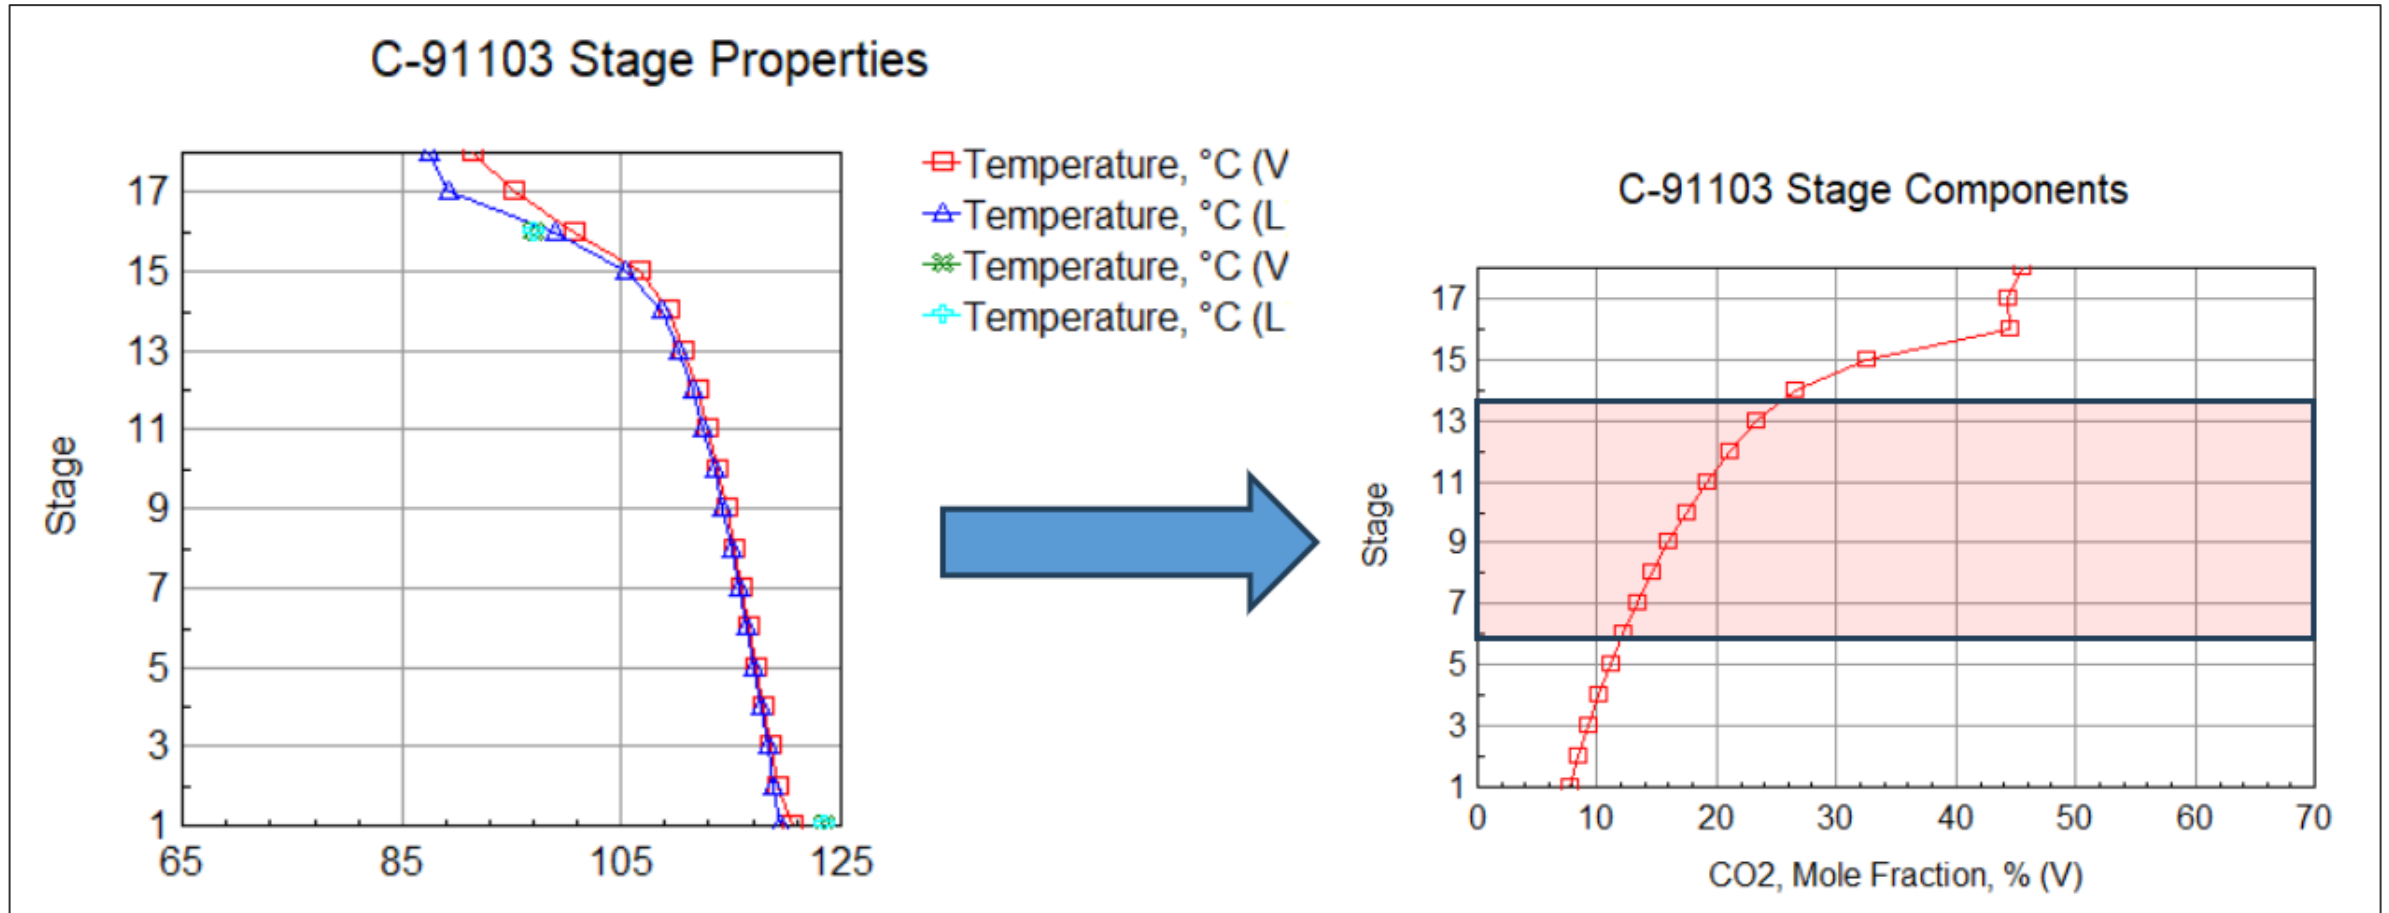 C-91103 Stage Properties
Temperature, °C (V
Temperature, °C (L
Temperature, °C (V
Temperature, °C (L
Stage
17
15
13
11
9
7
5
3
1
65 85 105 125
C-91103 Stage Components
Stage
17
15
13
11
9
7
5
3
1
0 10 20 30 40 50 60 70
CO2, Mole Fraction, % (V)